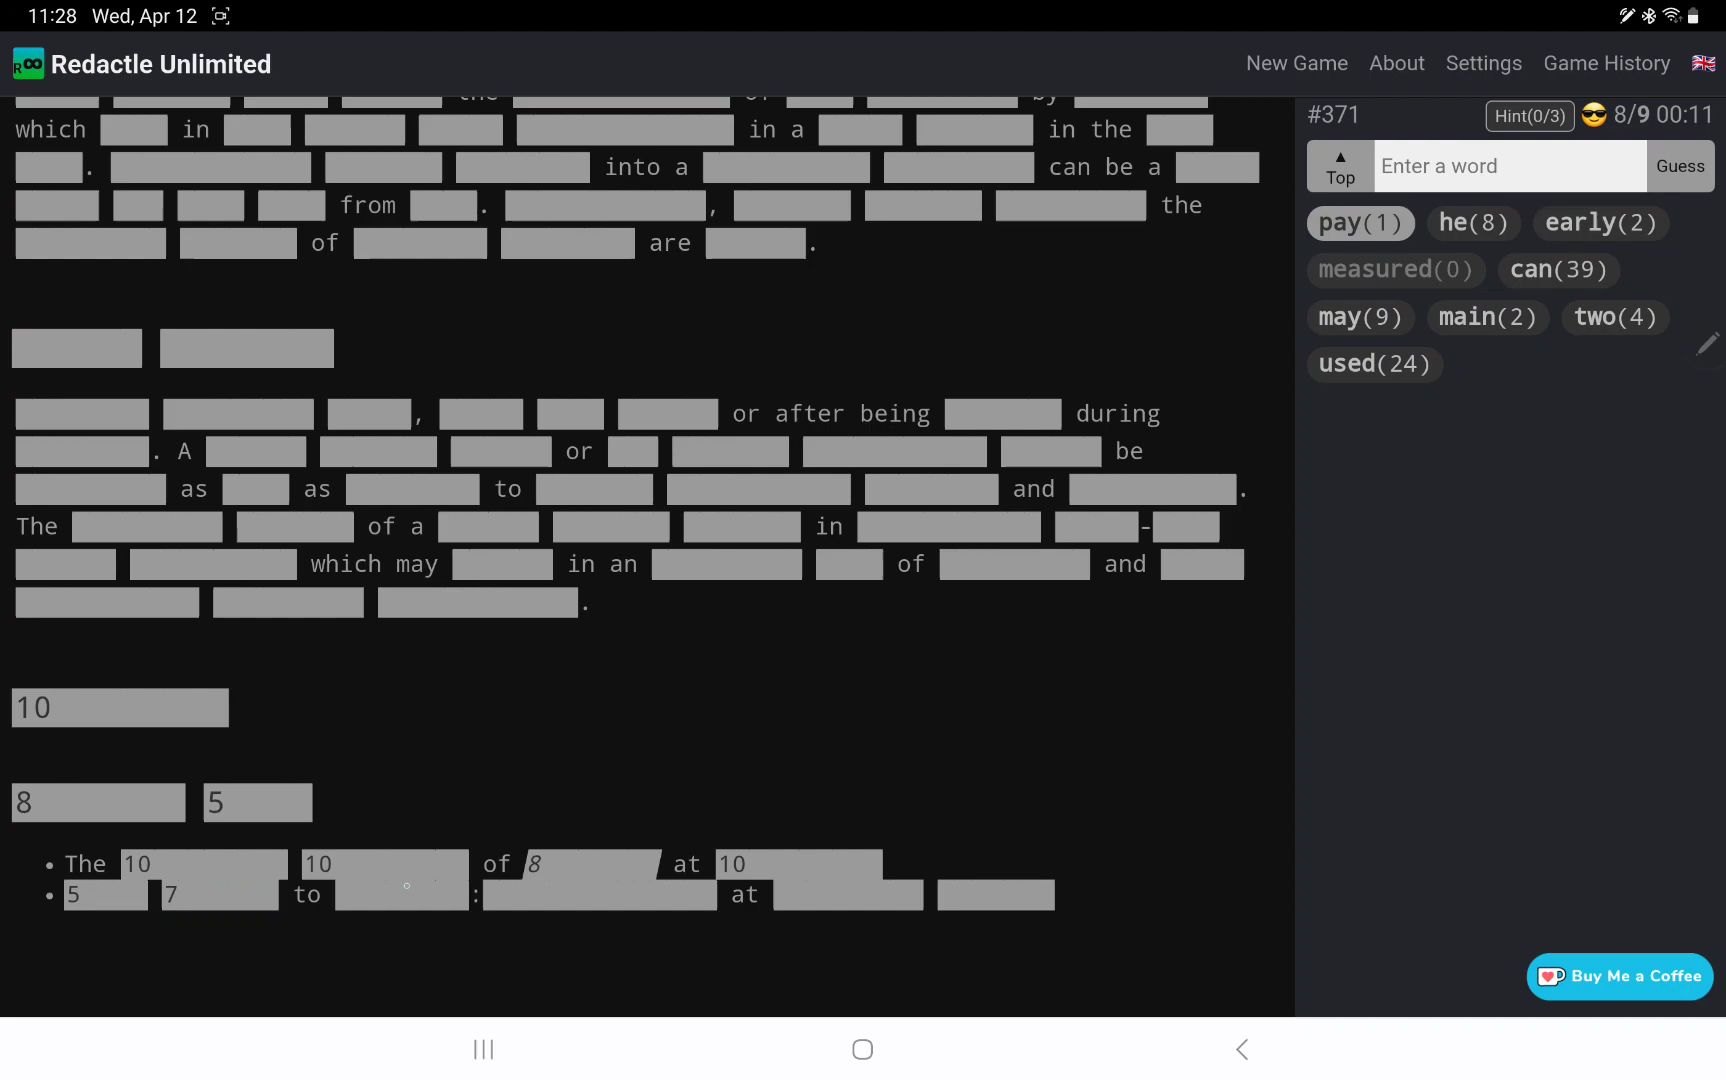 11:28 Wed, Apr 12
R∞ Redactle Unlimited
New Game About Settings Game History
the of by
which in in a in the
. into a can be a
from . , the
of are .
, or after being during
. A or be
as as to and .
The of a in -
which may in an of and
.
10
8 5
• The 10 10 of 8 at 10
• 5 7 to : at
#371 Hint(0/3) 8/9 00:11
▲ Top Enter a word Guess
pay(1) he(8) early(2)
measured(0) can(39)
may(9) main(2) two(4)
used(24)
Buy Me a Coffee